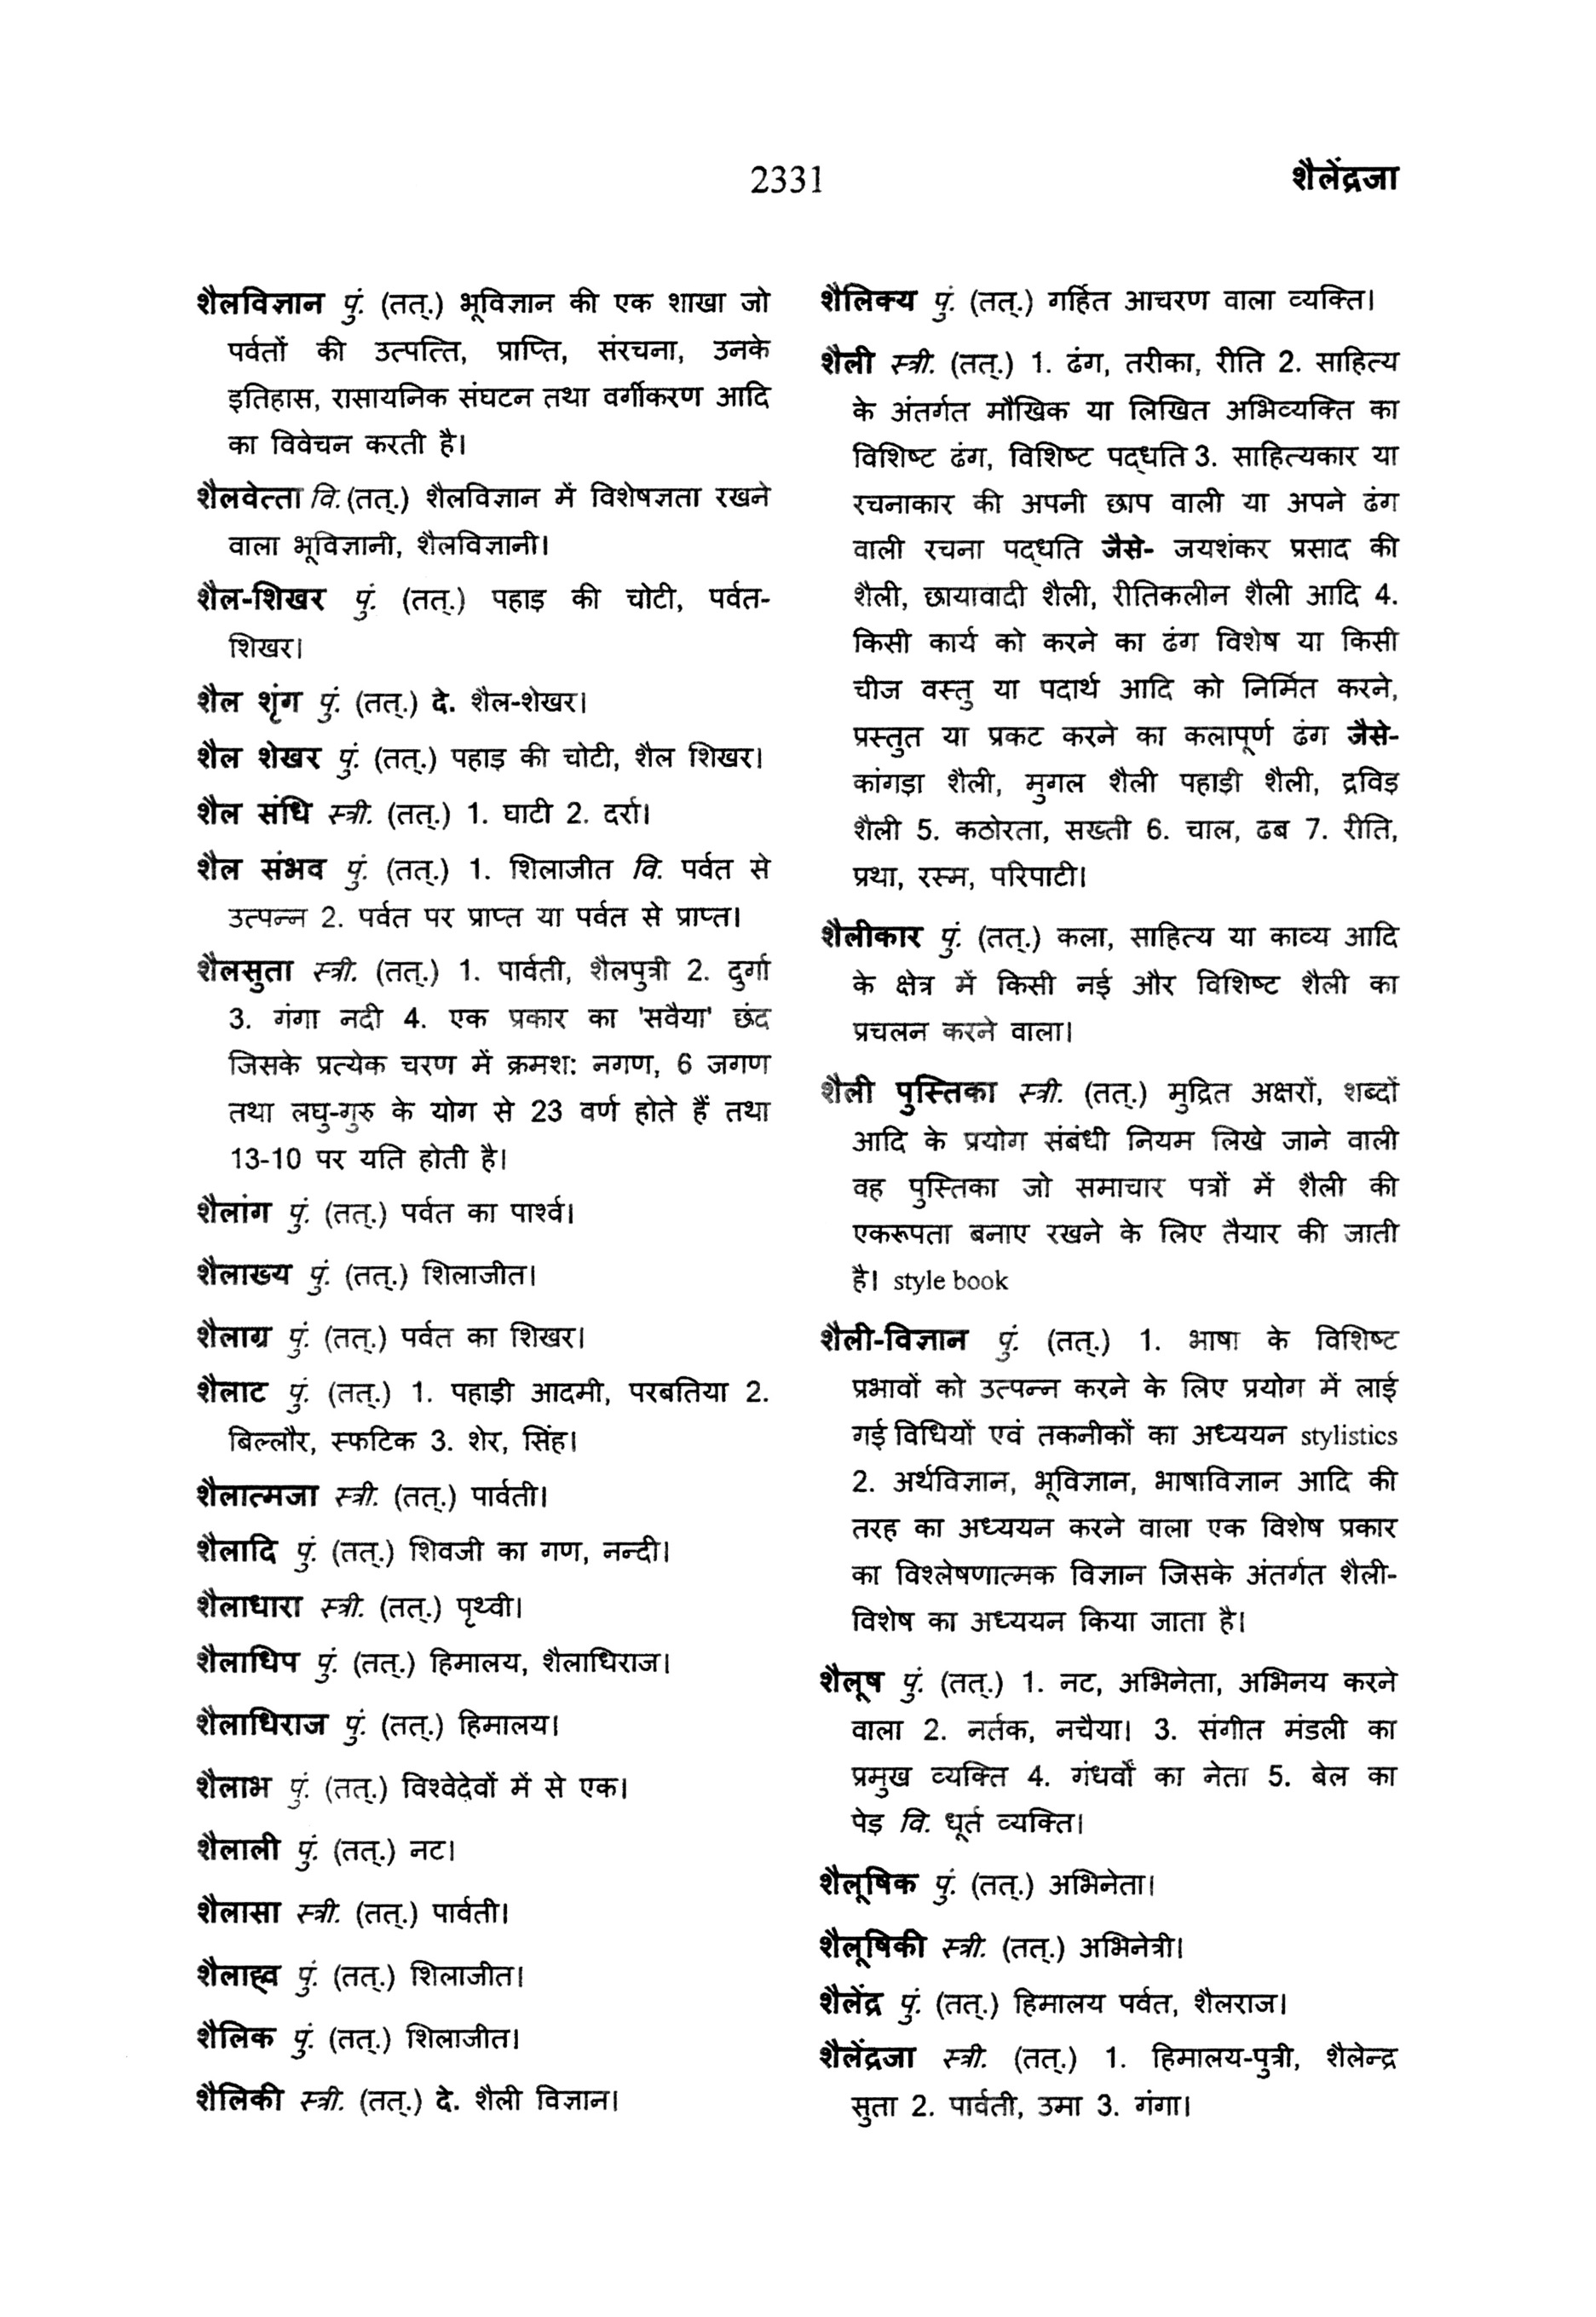 2331
शैलेंद्रजा
शैलविज्ञान पुं. (तत्.) भूविज्ञान की एक शाखा जो
पर्वतों की उत्पत्ति, प्राप्ति, संरचना, उनके
इतिहास, रासायनिक संघटन तथा वर्गीकरण आदि
का विवेचन करती है।
शैलवेत्ता वि.(तत्.) शैलविज्ञान में विशेषज्ञता रखने
वाला भूविज्ञानी, शैलविज्ञानी।
शैल-शिखर पुं. (तत्.) पहाड़ की चोटी, पर्वत-
शिखर।
शैल शृंग पुं. (तत्.) दे. शैल-शेखर।
शैल शेखर पुं. (तत्.) पहाड़ की चोटी, शैल शिखर।
शैल संधि स्त्री. (तत्.) 1. घाटी 2. दर्रा।
शैल संभव पुं. (तत्.) 1. शिलाजीत वि. पर्वत से
उत्पन्न 2. पर्वत पर प्राप्त या पर्वत से प्राप्त।
शैलसुता स्त्री. (तत्.) 1. पार्वती, शैलपुत्री 2. दुर्गा
3. गंगा नदी 4. एक प्रकार का 'सवैया' छंद
जिसके प्रत्येक चरण में क्रमश: नगण, 6 जगण
तथा लघु-गुरु के योग से 23 वर्ण होते हैं तथा
13-10 पर यति होती है।
शैलांग पुं. (तत्.) पर्वत का पार्श्व।
शैलाख्य पुं. (तत्.) शिलाजीत।
शैलाग्र पुं. (तत्.) पर्वत का शिखर।
शैलाट पुं. (तत्.) 1. पहाड़ी आदमी, परबतिया 2.
बिल्लौर, स्फटिक 3. शेर, सिंह।
शैलात्मजा स्त्री. (तत्.) पार्वती।
शैलादि पुं. (तत्.) शिवजी का गण, नन्दी।
शैलाधारा स्त्री. (तत्.) पृथ्वी।
शैलाधिप पुं. (तत्.) हिमालय, शैलाधिराज।
शैलाधिराज पुं. (तत्.) हिमालय।
शैलाभ पुं. (तत्.) विश्वेदेवों में से एक।
शैलाली पुं. (तत्.) नट।
शैलासा स्त्री. (तत्.) पार्वती।
शैलाह्व पुं. (तत्.) शिलाजीत।
शैलिक पुं. (तत्.) शिलाजीत।
शैलिकी स्त्री. (तत्.) दे. शैली विज्ञान।
शैलिक्य पुं. (तत्.) गर्हित आचरण वाला व्यक्ति।
शैली स्त्री. (तत्.) 1. ढंग, तरीका, रीति 2. साहित्य
के अंतर्गत मौखिक या लिखित अभिव्यक्ति का
विशिष्ट ढंग, विशिष्ट पद्धति 3. साहित्यकार या
रचनाकार की अपनी छाप वाली या अपने ढंग
वाली रचना पद्धति जैसे- जयशंकर प्रसाद की
शैली, छायावादी शैली, रीतिकलीन शैली आदि 4.
किसी कार्य को करने का ढंग विशेष या किसी
चीज वस्तु या पदार्थ आदि को निर्मित करने,
प्रस्तुत या प्रकट करने का कलापूर्ण ढंग जैसे-
कांगड़ा शैली, मुगल शैली पहाड़ी शैली, द्रविड़
शैली 5. कठोरता, सख्ती 6. चाल, ढब 7. रीति,
प्रथा, रस्म, परिपाटी।
शैलीकार पुं. (तत्.) कला, साहित्य या काव्य आदि
के क्षेत्र में किसी नई और विशिष्ट शैली का
प्रचलन करने वाला।
शैली पुस्तिका स्त्री. (तत्.) मुद्रित अक्षरों, शब्दों
आदि के प्रयोग संबंधी नियम लिखे जाने वाली
वह पुस्तिका जो समाचार पत्रों में शैली की
एकरूपता बनाए रखने के लिए तैयार की जाती
है। style book
शैली-विज्ञान पुं. (तत्.) 1. भाषा के विशिष्ट
प्रभावों को उत्पन्न करने के लिए प्रयोग में लाई
गई विधियों एवं तकनीकों का अध्ययन stylistics
2. अर्थविज्ञान, भूविज्ञान, भाषाविज्ञान आदि की
तरह का अध्ययन करने वाला एक विशेष प्रकार
का विश्लेषणात्मक विज्ञान जिसके अंतर्गत शैली-
विशेष का अध्ययन किया जाता है।
शैलूष पुं. (तत्.) 1. नट, अभिनेता, अभिनय करने
वाला 2. नर्तक, नचैया। 3. संगीत मंडली का
प्रमुख व्यक्ति 4. गंधर्वों का नेता 5. बेल का
पेड़ वि. धूर्त व्यक्ति।
शैलूषिक पुं. (तत्.) अभिनेता।
शैलूषिकी स्त्री. (तत्.) अभिनेत्री।
शैलेंद्र पुं. (तत्.) हिमालय पर्वत, शैलराज।
शैलेंद्रजा स्त्री. (तत्.) 1. हिमालय-पुत्री, शैलेन्द्र
सुता 2. पार्वती, उमा 3. गंगा।